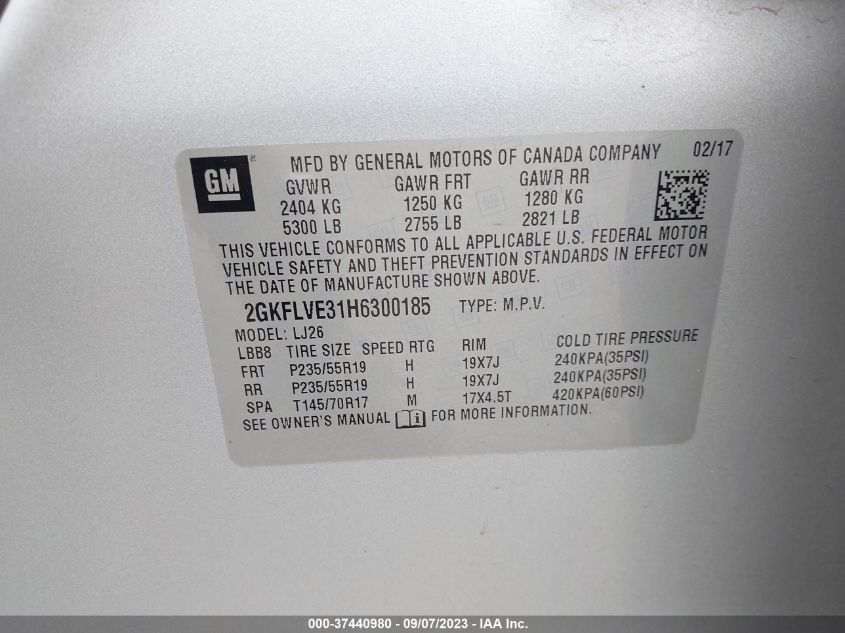 GM ® MFD BY GENERAL MOTORS OF CANADA COMPANY 02/17
GVWR GAWR FRT GAWR RR
2404 KG 1250 KG 1280 KG
5300 LB 2755 LB 2821 LB
THIS VEHICLE CONFORMS TO ALL APPLICABLE U.S. FEDERAL MOTOR
VEHICLE SAFETY AND THEFT PREVENTION STANDARDS IN EFFECT ON
THE DATE OF MANUFACTURE SHOWN ABOVE.
2GKFLVE31H6300185 TYPE: M.P.V.
MODEL: LJ26
LBB8 TIRE SIZE SPEED RTG RIM COLD TIRE PRESSURE
FRT P235/55R19 H 19X7J 240KPA(35PSI)
RR P235/55R19 H 19X7J 240KPA(35PSI)
SPA T145/70R17 M 17X4.5T 420KPA(60PSI)
SEE OWNER'S MANUAL i FOR MORE INFORMATION.
000-37440980 - 09/07/2023 - IAA Inc.